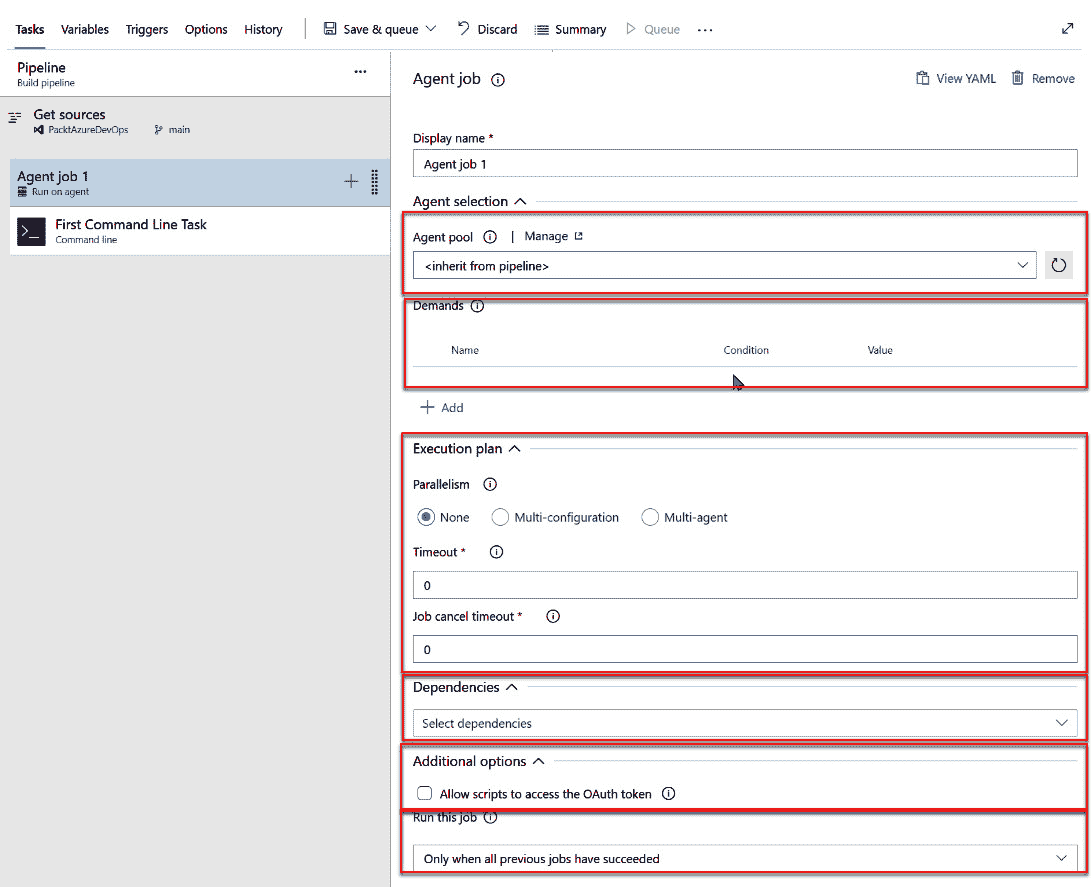 Tasks Variables Triggers Options History Save & queue Discard Summary Queue ...
Pipeline
Build pipeline
Get sources
PacktAzureDevOps main
Agent job 1
Run on agent
First Command Line Task
Command line
Agent job View YAML Remove
Display name *
Agent job 1
Agent selection
Agent pool | Manage
<inherit from pipeline>
Demands
Name Condition Value
Add
Execution plan
Parallelism
None Multi-configuration Multi-agent
Timeout *
0
Job cancel timeout *
0
Dependencies
Select dependencies
Additional options
Allow scripts to access the OAuth token
Run this job
Only when all previous jobs have succeeded